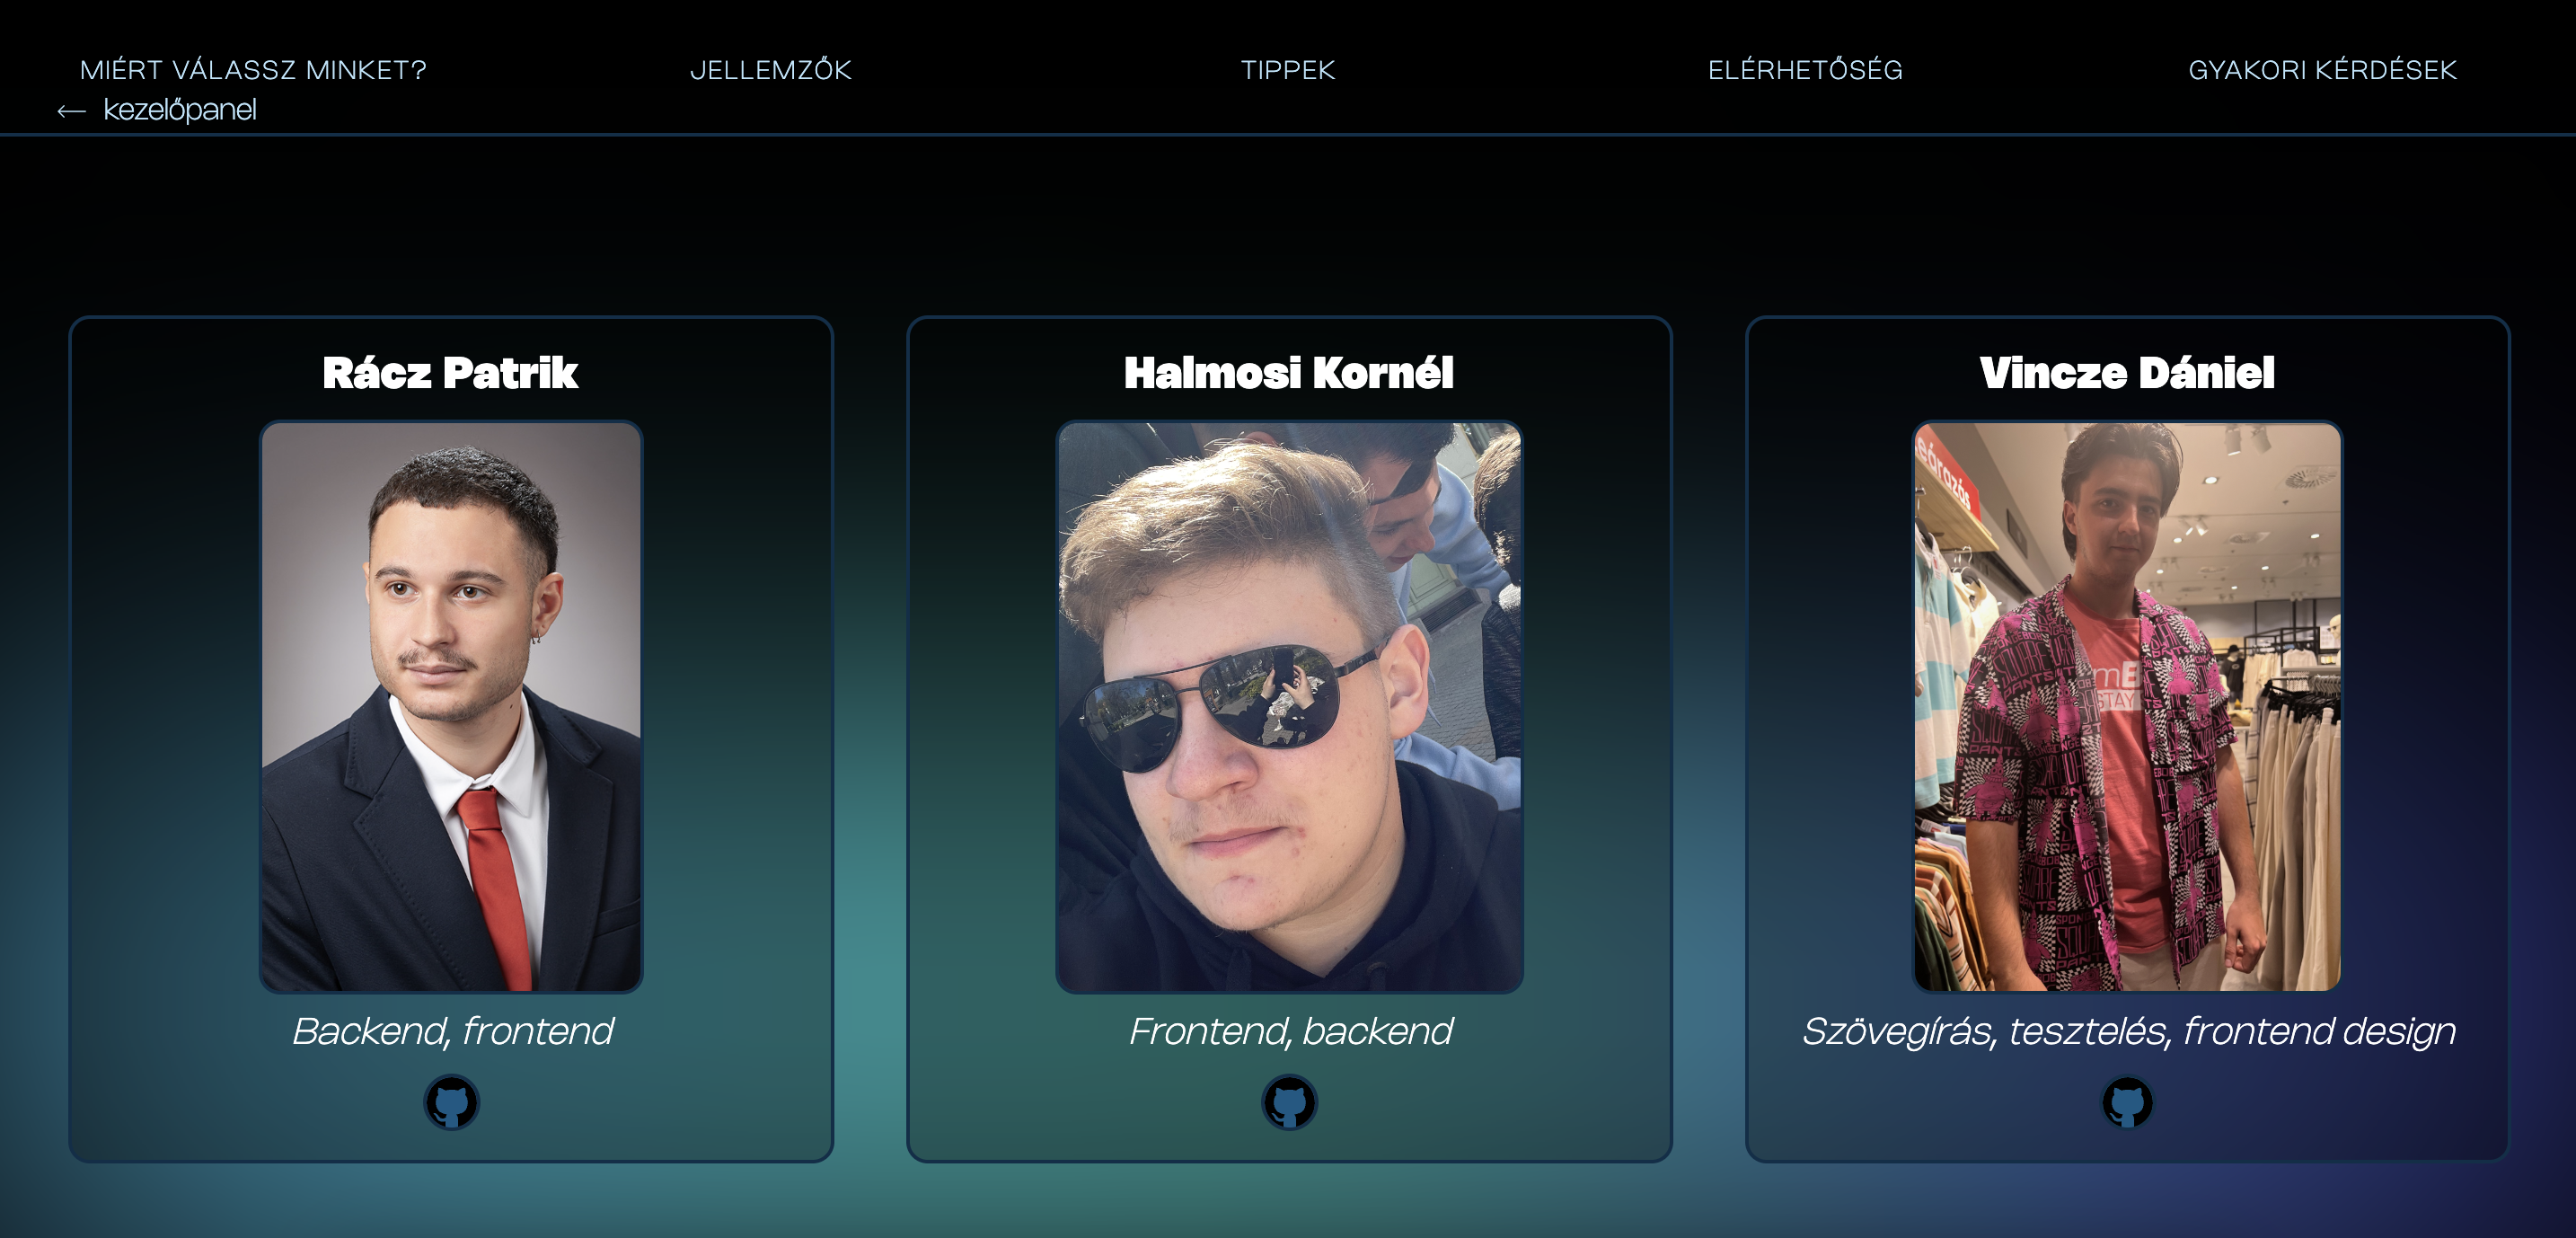 MIÉRT VÁLASSZ MINKET?
JELLEMZŐK
TIPPEK
ELÉRHETŐSÉG
GYAKORI KÉRDÉSEK
← kezelőpanel
Rácz Patrik
Halmosi Kornél
Vincze Dániel
Backend, frontend
Frontend, backend
Szövegírás, tesztelés, frontend design
STAY